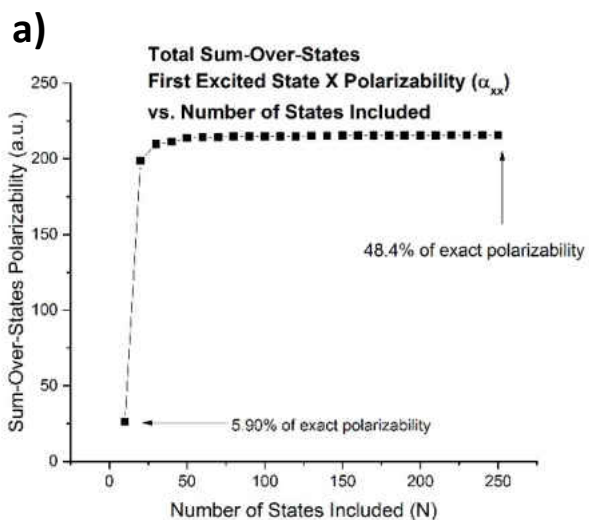 a)
Total Sum-Over-States
First Excited State X Polarizability (αxx)
vs. Number of States Included
250
200
150
100
50
0
Sum-Over-States Polarizability (a.u.)
48.4% of exact polarizability
5.90% of exact polarizability
0 50 100 150 200 250
Number of States Included (N)